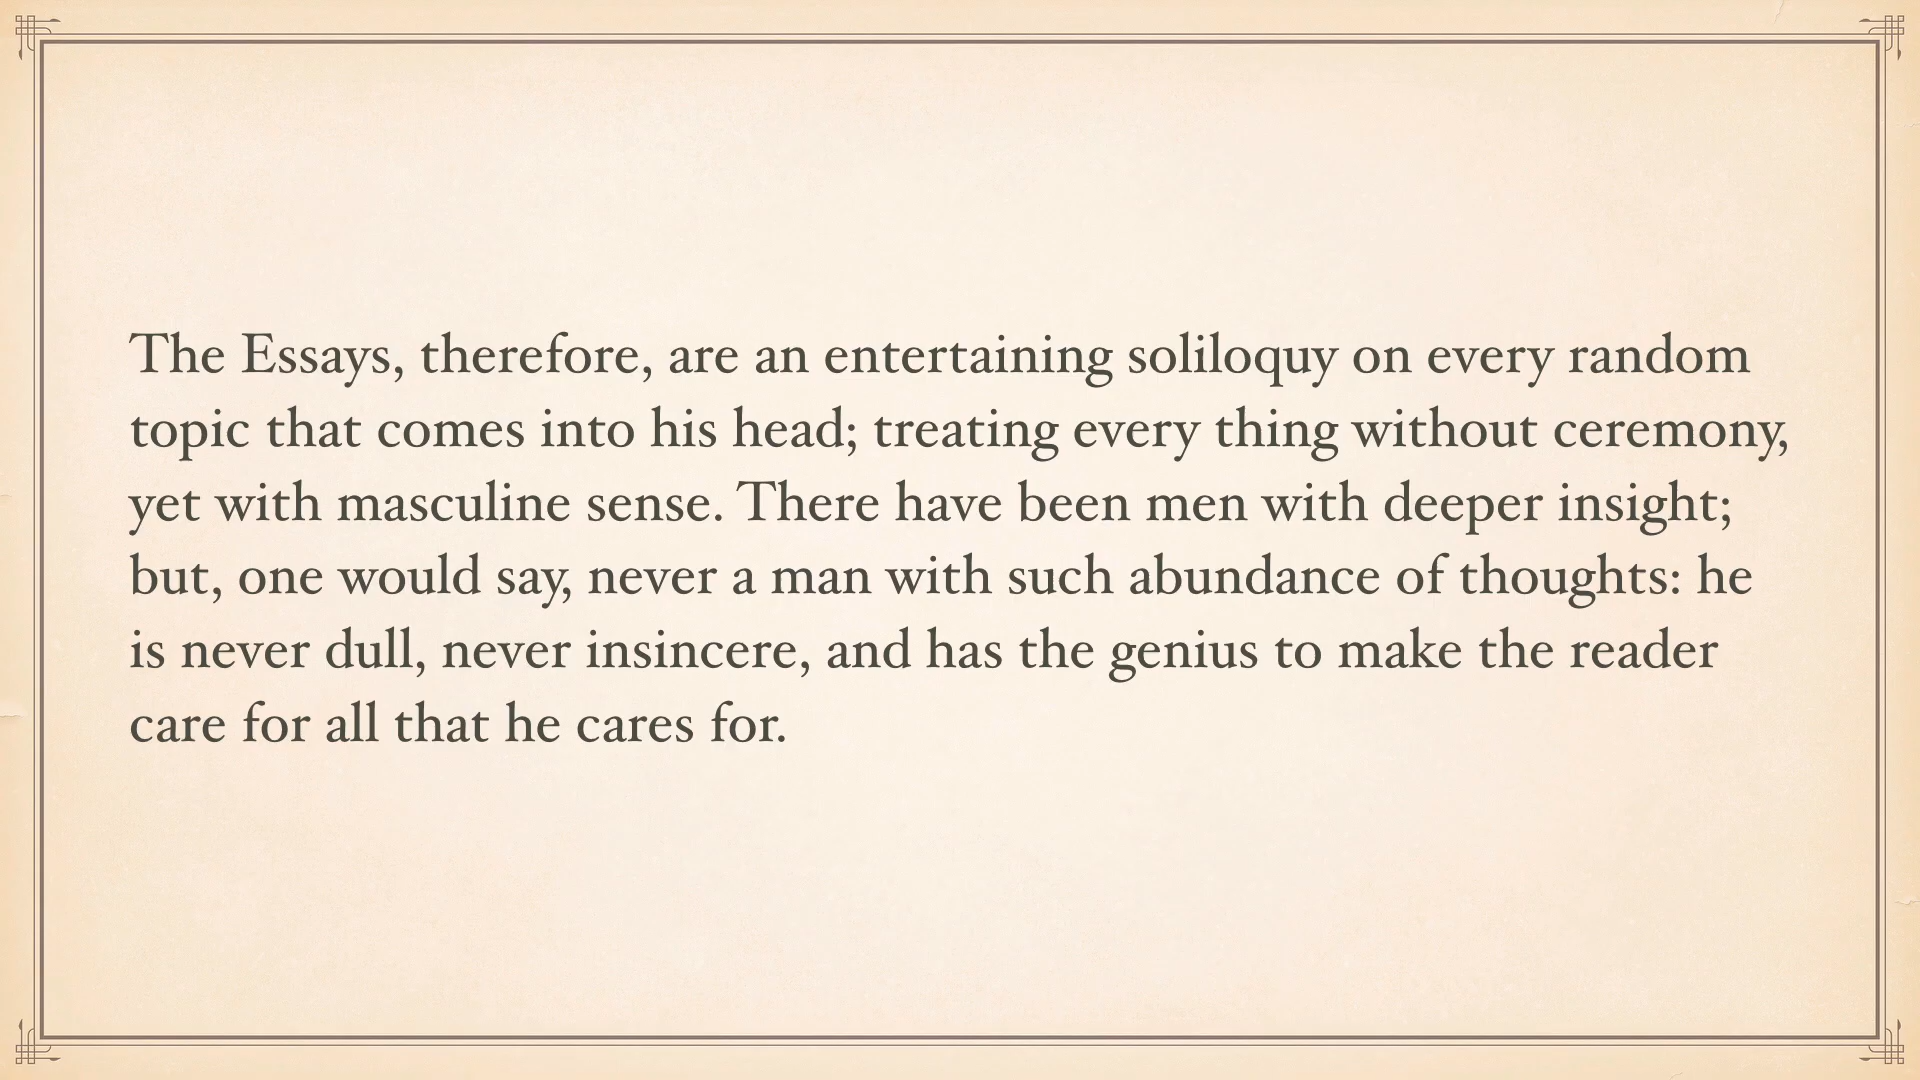 The Essays, therefore, are an entertaining soliloquy on every random
topic that comes into his head; treating every thing without ceremony,
yet with masculine sense. There have been men with deeper insight;
but, one would say, never a man with such abundance of thoughts: he
is never dull, never insincere, and has the genius to make the reader
care for all that he cares for.